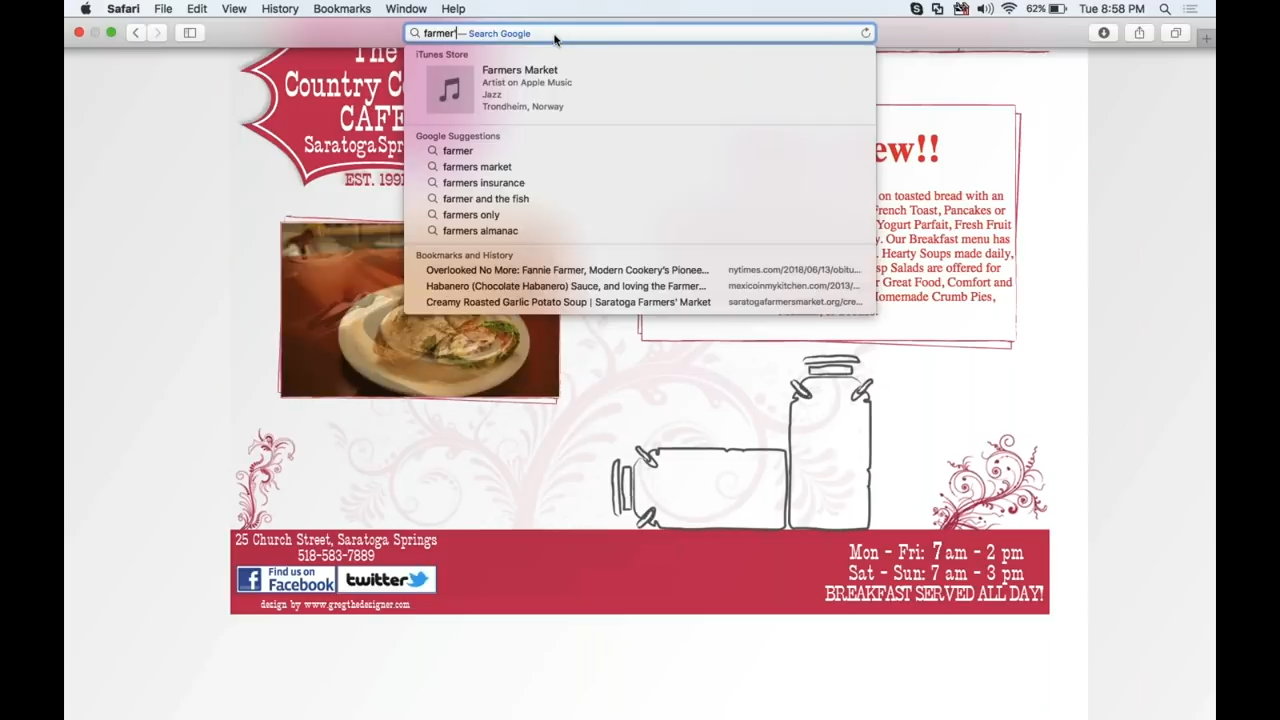 Safari File Edit View History Bookmarks Window Help 62% Tue 8:58 PM
farmer' — Search Google
iTunes Store
Farmers Market
Artist on Apple Music
Jazz
Trondheim, Norway
Google Suggestions
farmer
farmers market
farmers insurance
farmer and the fish
farmers only
farmers almanac
Bookmarks and History
Overlooked No More: Fannie Farmer, Modern Cookery's Pionee... nytimes.com/2018/06/13/obitu...
Habanero (Chocolate Habanero) Sauce, and loving the Farmer... mexicoinmykitchen.com/2013/...
Creamy Roasted Garlic Potato Soup | Saratoga Farmers' Market saratogafarmersmarket.org/cre...
The
Country C
CAFE
Saratoga Spr
EST. 1991
ew!!
on toasted bread with an
French Toast, Pancakes or
Yogurt Parfait, Fresh Fruit
y. Our Breakfast menu has
. Hearty Soups made daily,
sp Salads are offered for
r Great Food, Comfort and
Homemade Crumb Pies,
25 Church Street, Saratoga Springs
518-583-7889
Find us on
Facebook
twitter
design by www.gregthedesigner.com
Mon - Fri: 7 am - 2 pm
Sat - Sun: 7 am - 3 pm
BREAKFAST SERVED ALL DAY!